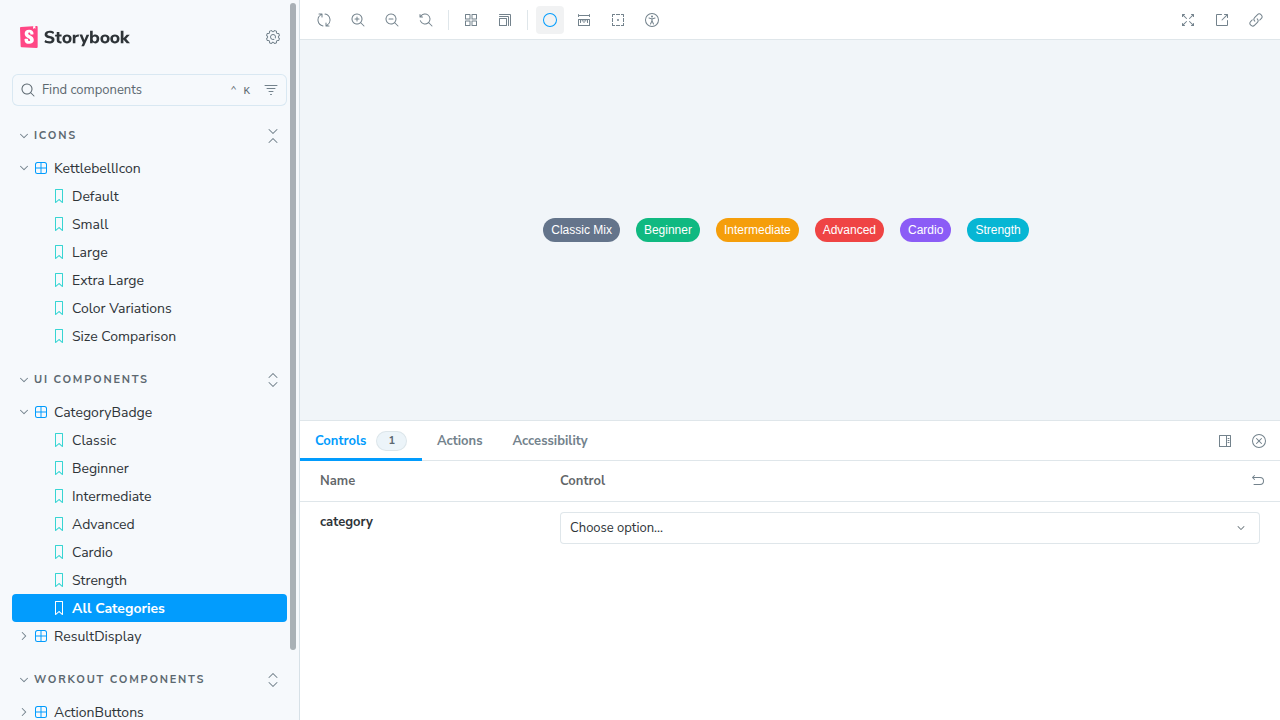 Storybook
Find components
^ K
ICONS
KettlebellIcon
Default
Small
Large
Extra Large
Color Variations
Size Comparison
UI COMPONENTS
CategoryBadge
Classic
Beginner
Intermediate
Advanced
Cardio
Strength
All Categories
ResultDisplay
WORKOUT COMPONENTS
ActionButtons
Classic Mix Beginner Intermediate Advanced Cardio Strength
Controls 1 Actions Accessibility
Name Control
category Choose option...